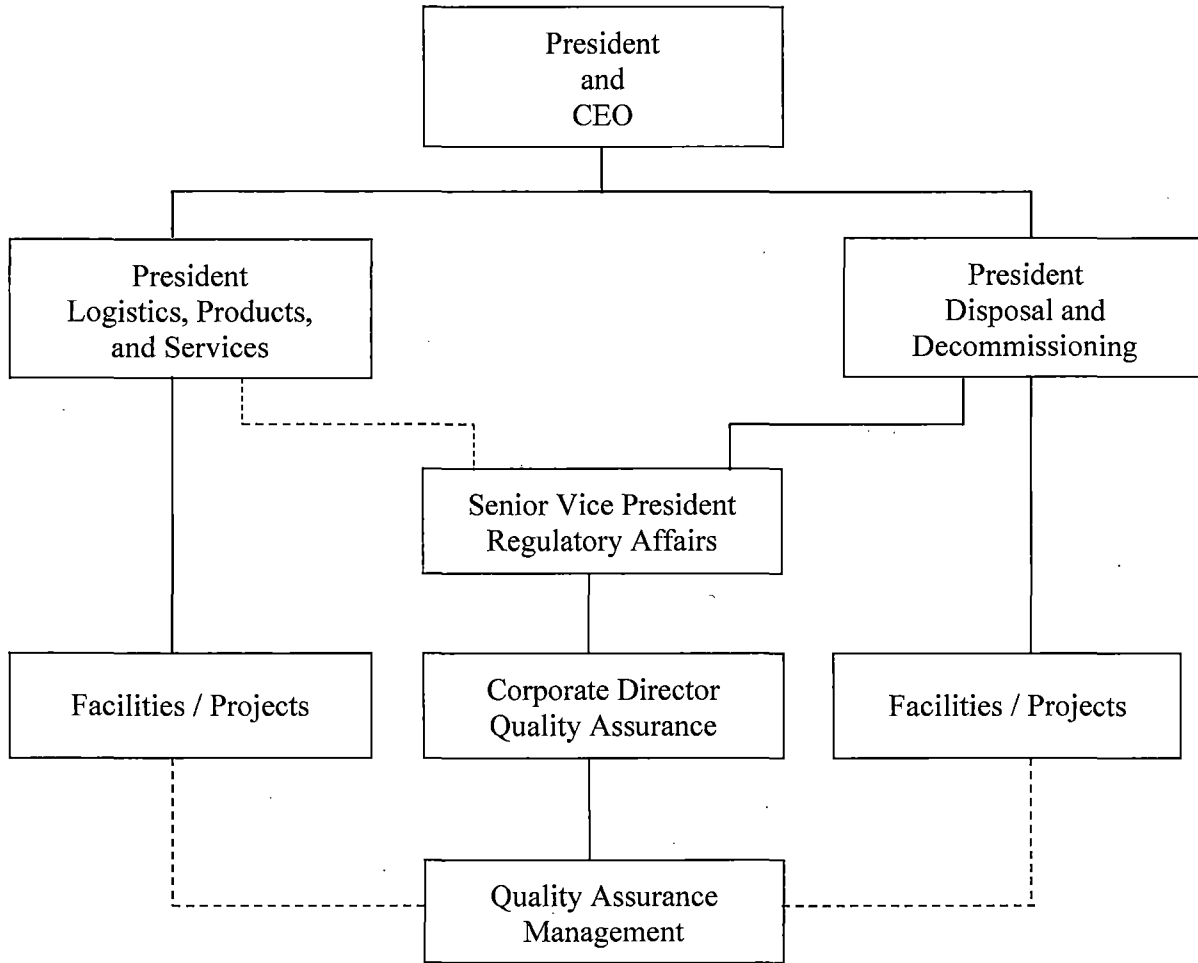 President
and
CEO
President
Logistics, Products,
and Services
President
Disposal and
Decommissioning
Senior Vice President
Regulatory Affairs
Facilities / Projects
Corporate Director
Quality Assurance
Facilities / Projects
Quality Assurance
Management